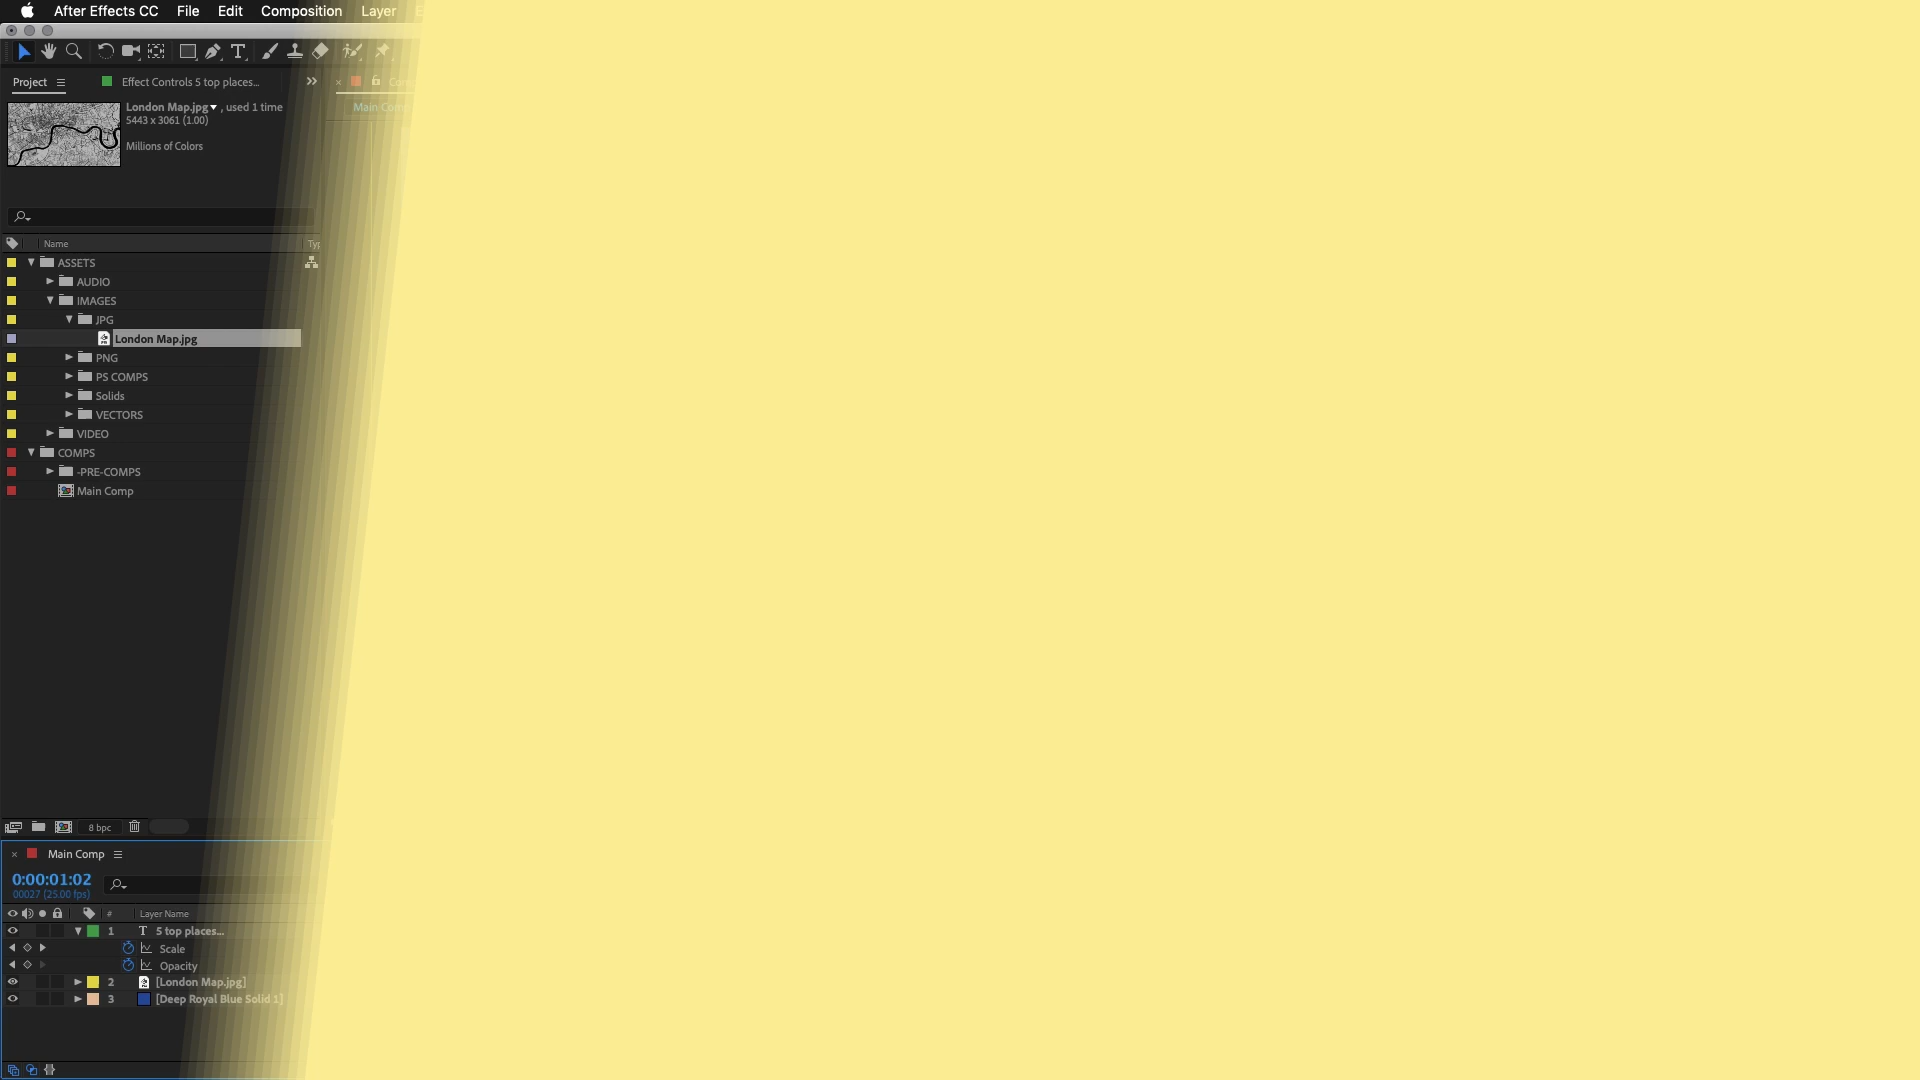 After Effects CC File Edit Composition Layer
Project Effect Controls 5 top places...
London Map.jpg , used 1 time
5443 x 3061 (1.00)
Millions of Colors
Main Comp
Name
ASSETS
AUDIO
IMAGES
JPG
London Map.jpg
PNG
PS COMPS
Solids
VECTORS
VIDEO
COMPS
-PRE-COMPS
Main Comp
8 bpc
Main Comp
0:00:01:02
00027 (25.00 fps)
# Layer Name
1 T 5 top places...
Scale
Opacity
2 [London Map.jpg]
3 [Deep Royal Blue Solid 1]